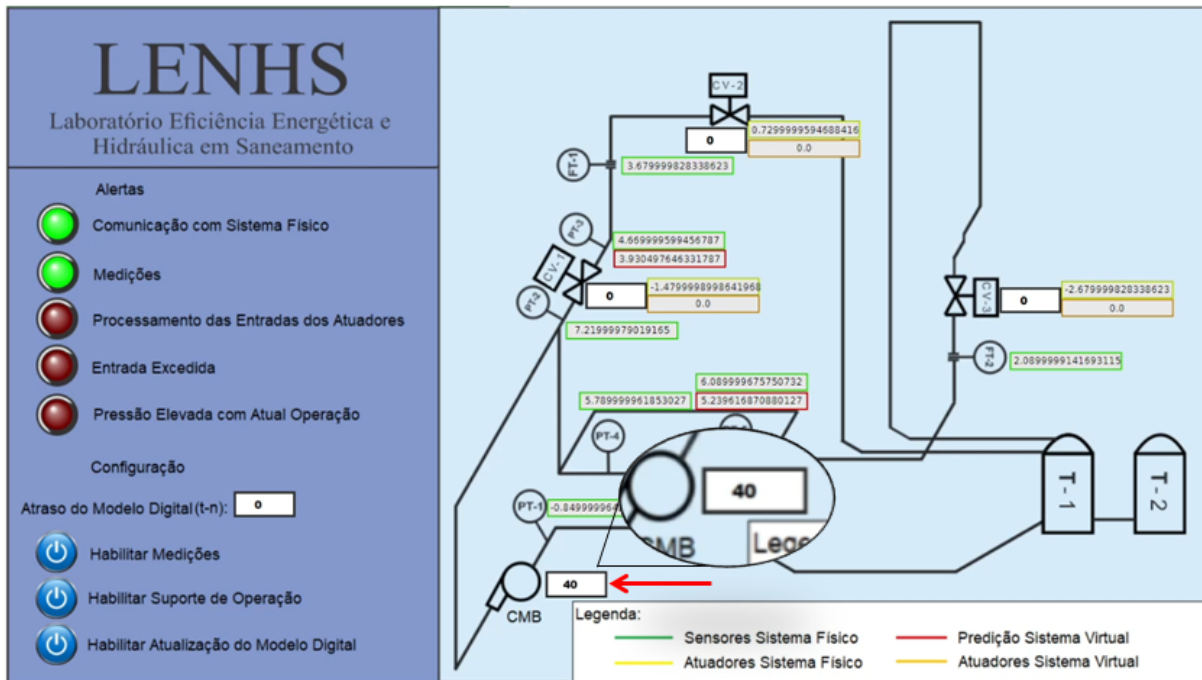 LENHS
Laboratório Eficiência Energética e
Hidráulica em Saneamento
Alertas
Comunicação com Sistema Físico
Medições
Processamento das Entradas dos Atuadores
Entrada Excedida
Pressão Elevada com Atual Operação
Configuração
Atraso do Modelo Digital (t-n): 0
Habilitar Medições
Habilitar Suporte de Operação
Habilitar Atualização do Modelo Digital
CV-2
0
0.7299999594688416
0.0
FT-1
3.679999828338623
PT-3
4.669999599456787
3.930497646331787
CV-1
0
-1.4799998998641968
0.0
PT-2
7.21999979019165
CV-3
0
-2.679999828338623
0.0
FT-2
2.0899999141693115
6.089999675750732
5.789999961853027
5.239616870880127
PT-4
40
CMB
PT-1
T-1
T-2
40
CMB
Legenda:
Sensores Sistema Físico
Predição Sistema Virtual
Atuadores Sistema Físico
Atuadores Sistema Virtual